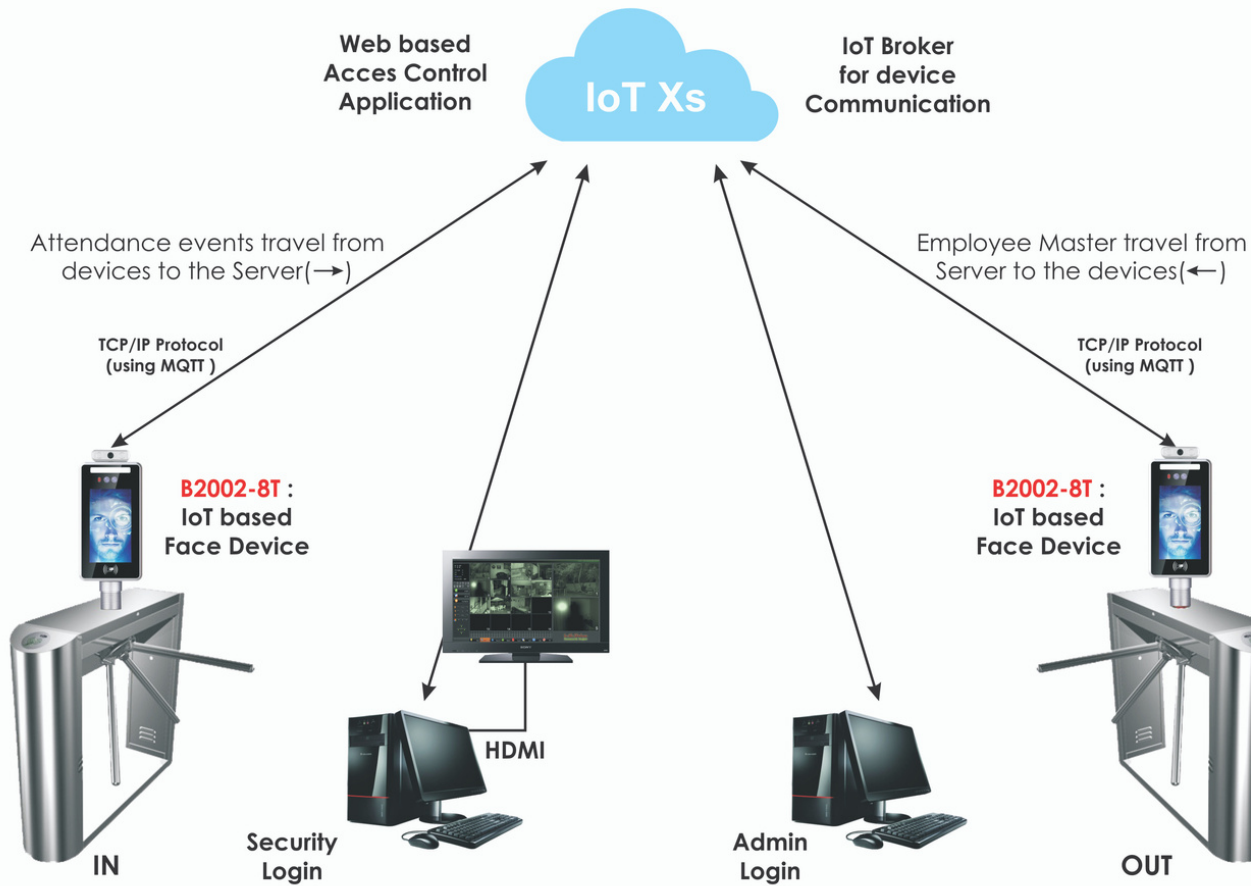 Web based
Acces Control
Application
IoT Xs
IoT Broker
for device
Communication
Attendance events travel from
devices to the Server(→)
Employee Master travel from
Server to the devices(←)
TCP/IP Protocol
(using MQTT )
TCP/IP Protocol
(using MQTT )
B2002-8T :
IoT based
Face Device
B2002-8T :
IoT based
Face Device
HDMI
Security
Login
Admin
Login
IN
OUT